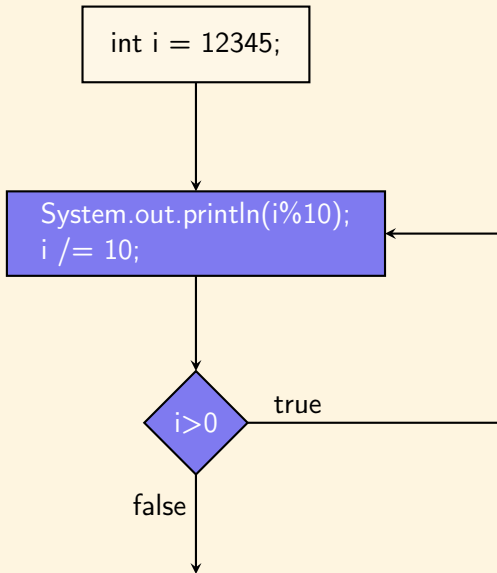 int i = 12345;
System.out.println(i%10);
i /= 10;
i>0
true
false